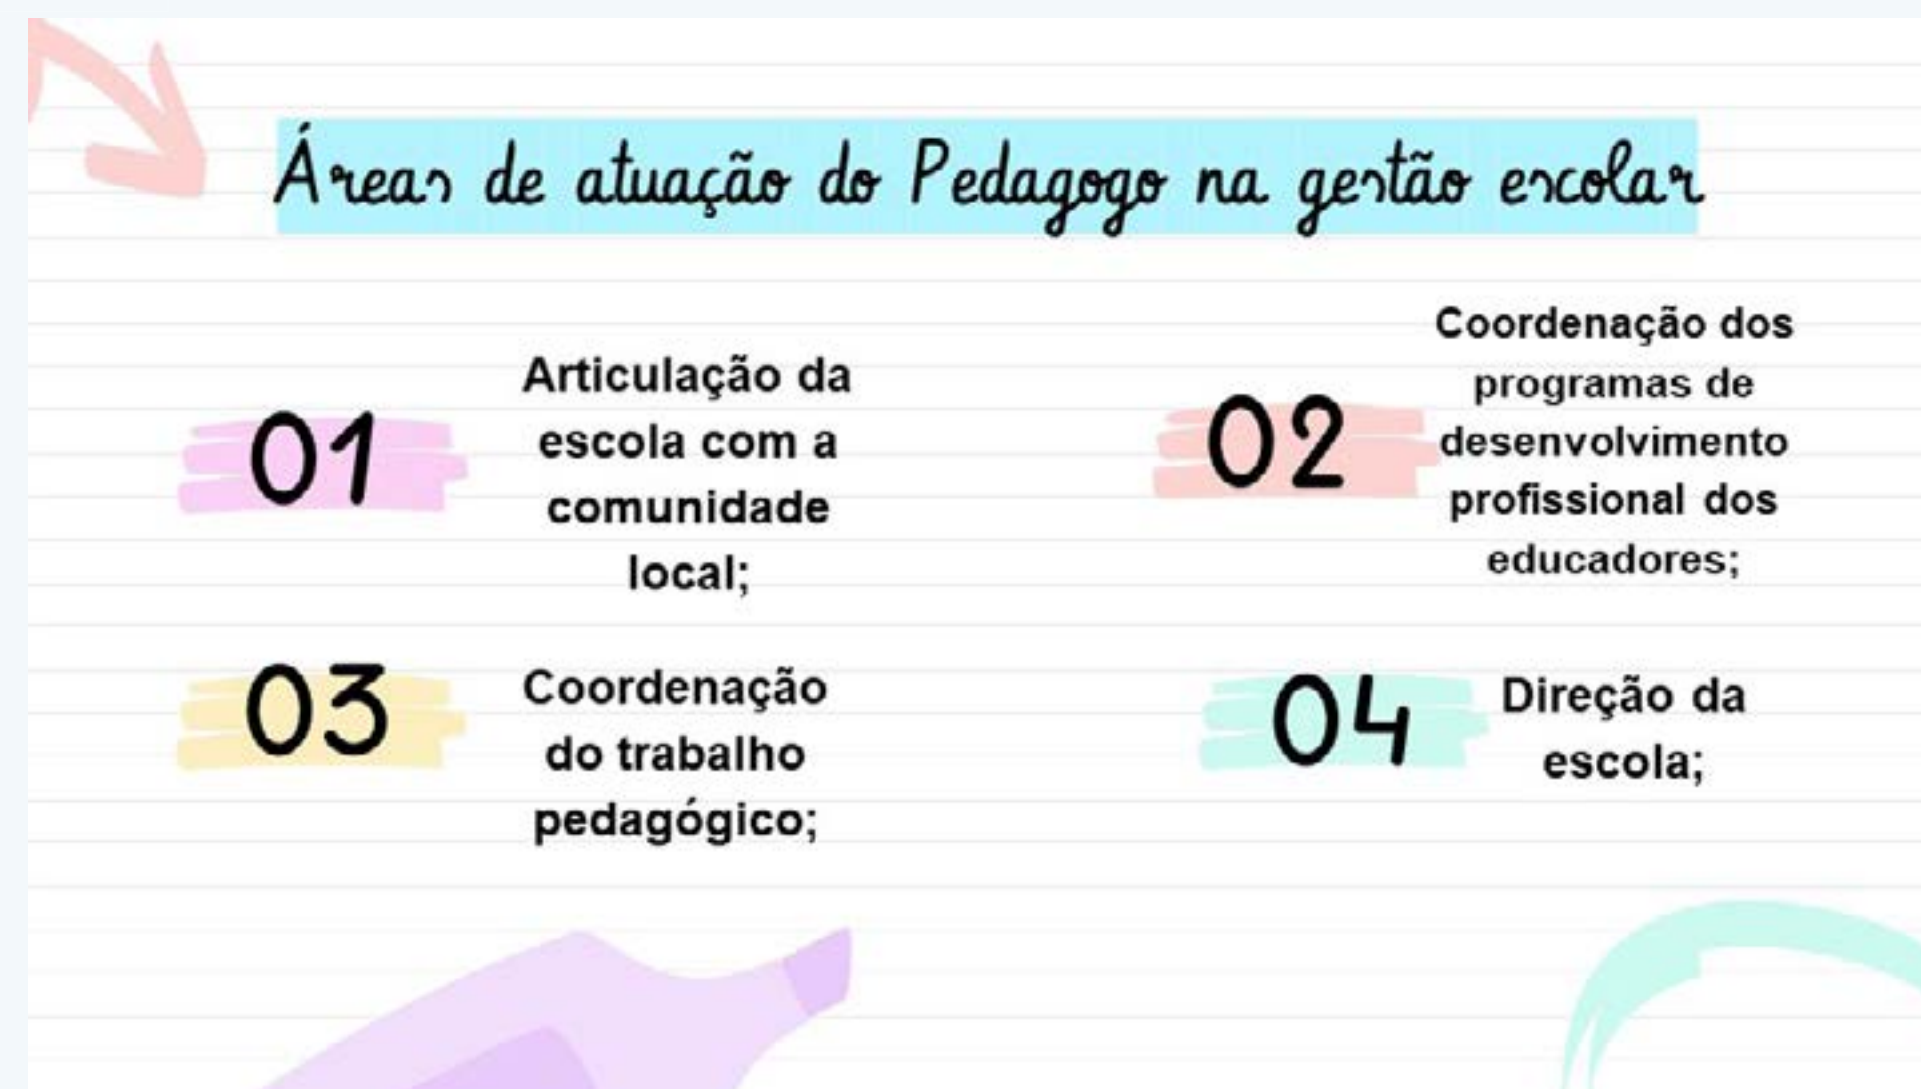 Áreas de atuação do Pedagogo na gestão escolar
01
Articulação da
escola com a
comunidade
local;
02
Coordenação dos
programas de
desenvolvimento
profissional dos
educadores;
03
Coordenação
do trabalho
pedagógico;
04
Direção da
escola;